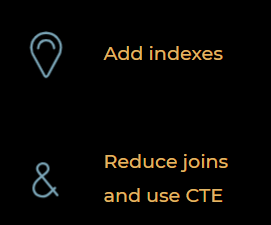 Add indexes
&
Reduce joins
and use CTE